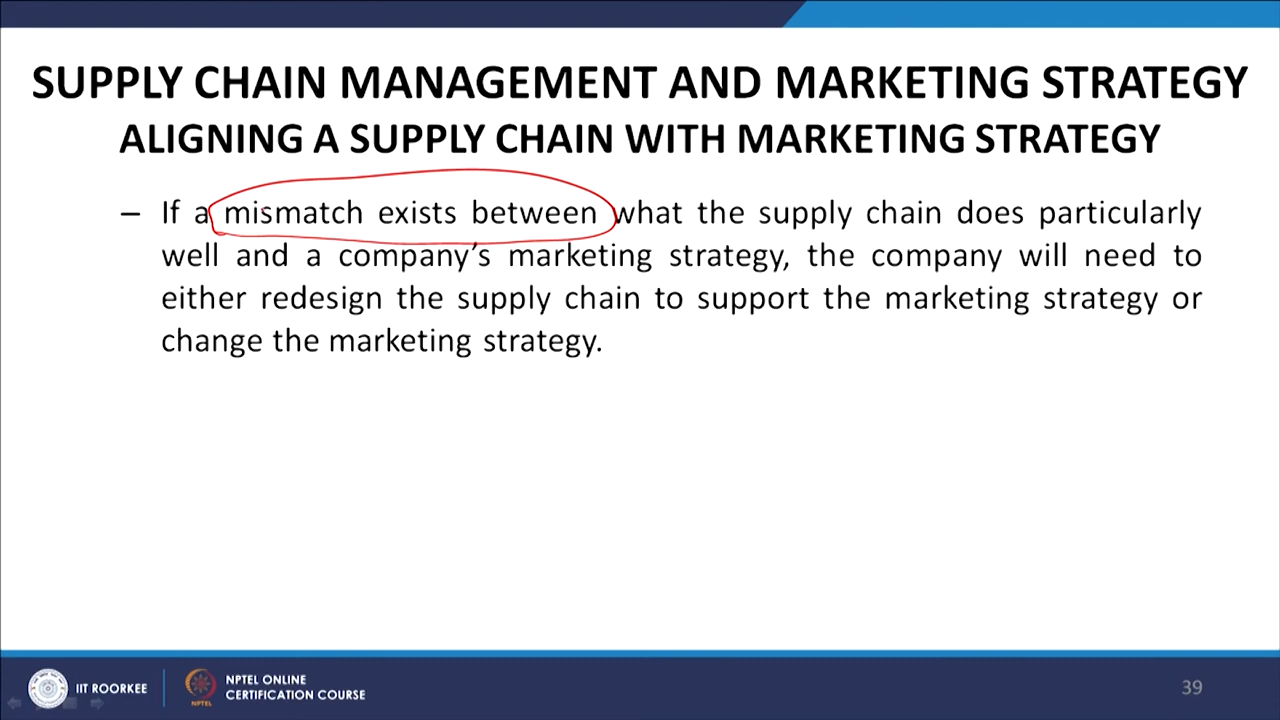 SUPPLY CHAIN MANAGEMENT AND MARKETING STRATEGY
ALIGNING A SUPPLY CHAIN WITH MARKETING STRATEGY
– If a mismatch exists between what the supply chain does particularly
well and a company's marketing strategy, the company will need to
either redesign the supply chain to support the marketing strategy or
change the marketing strategy.
IIT ROORKEE
NPTEL
NPTEL ONLINE
CERTIFICATION COURSE
39